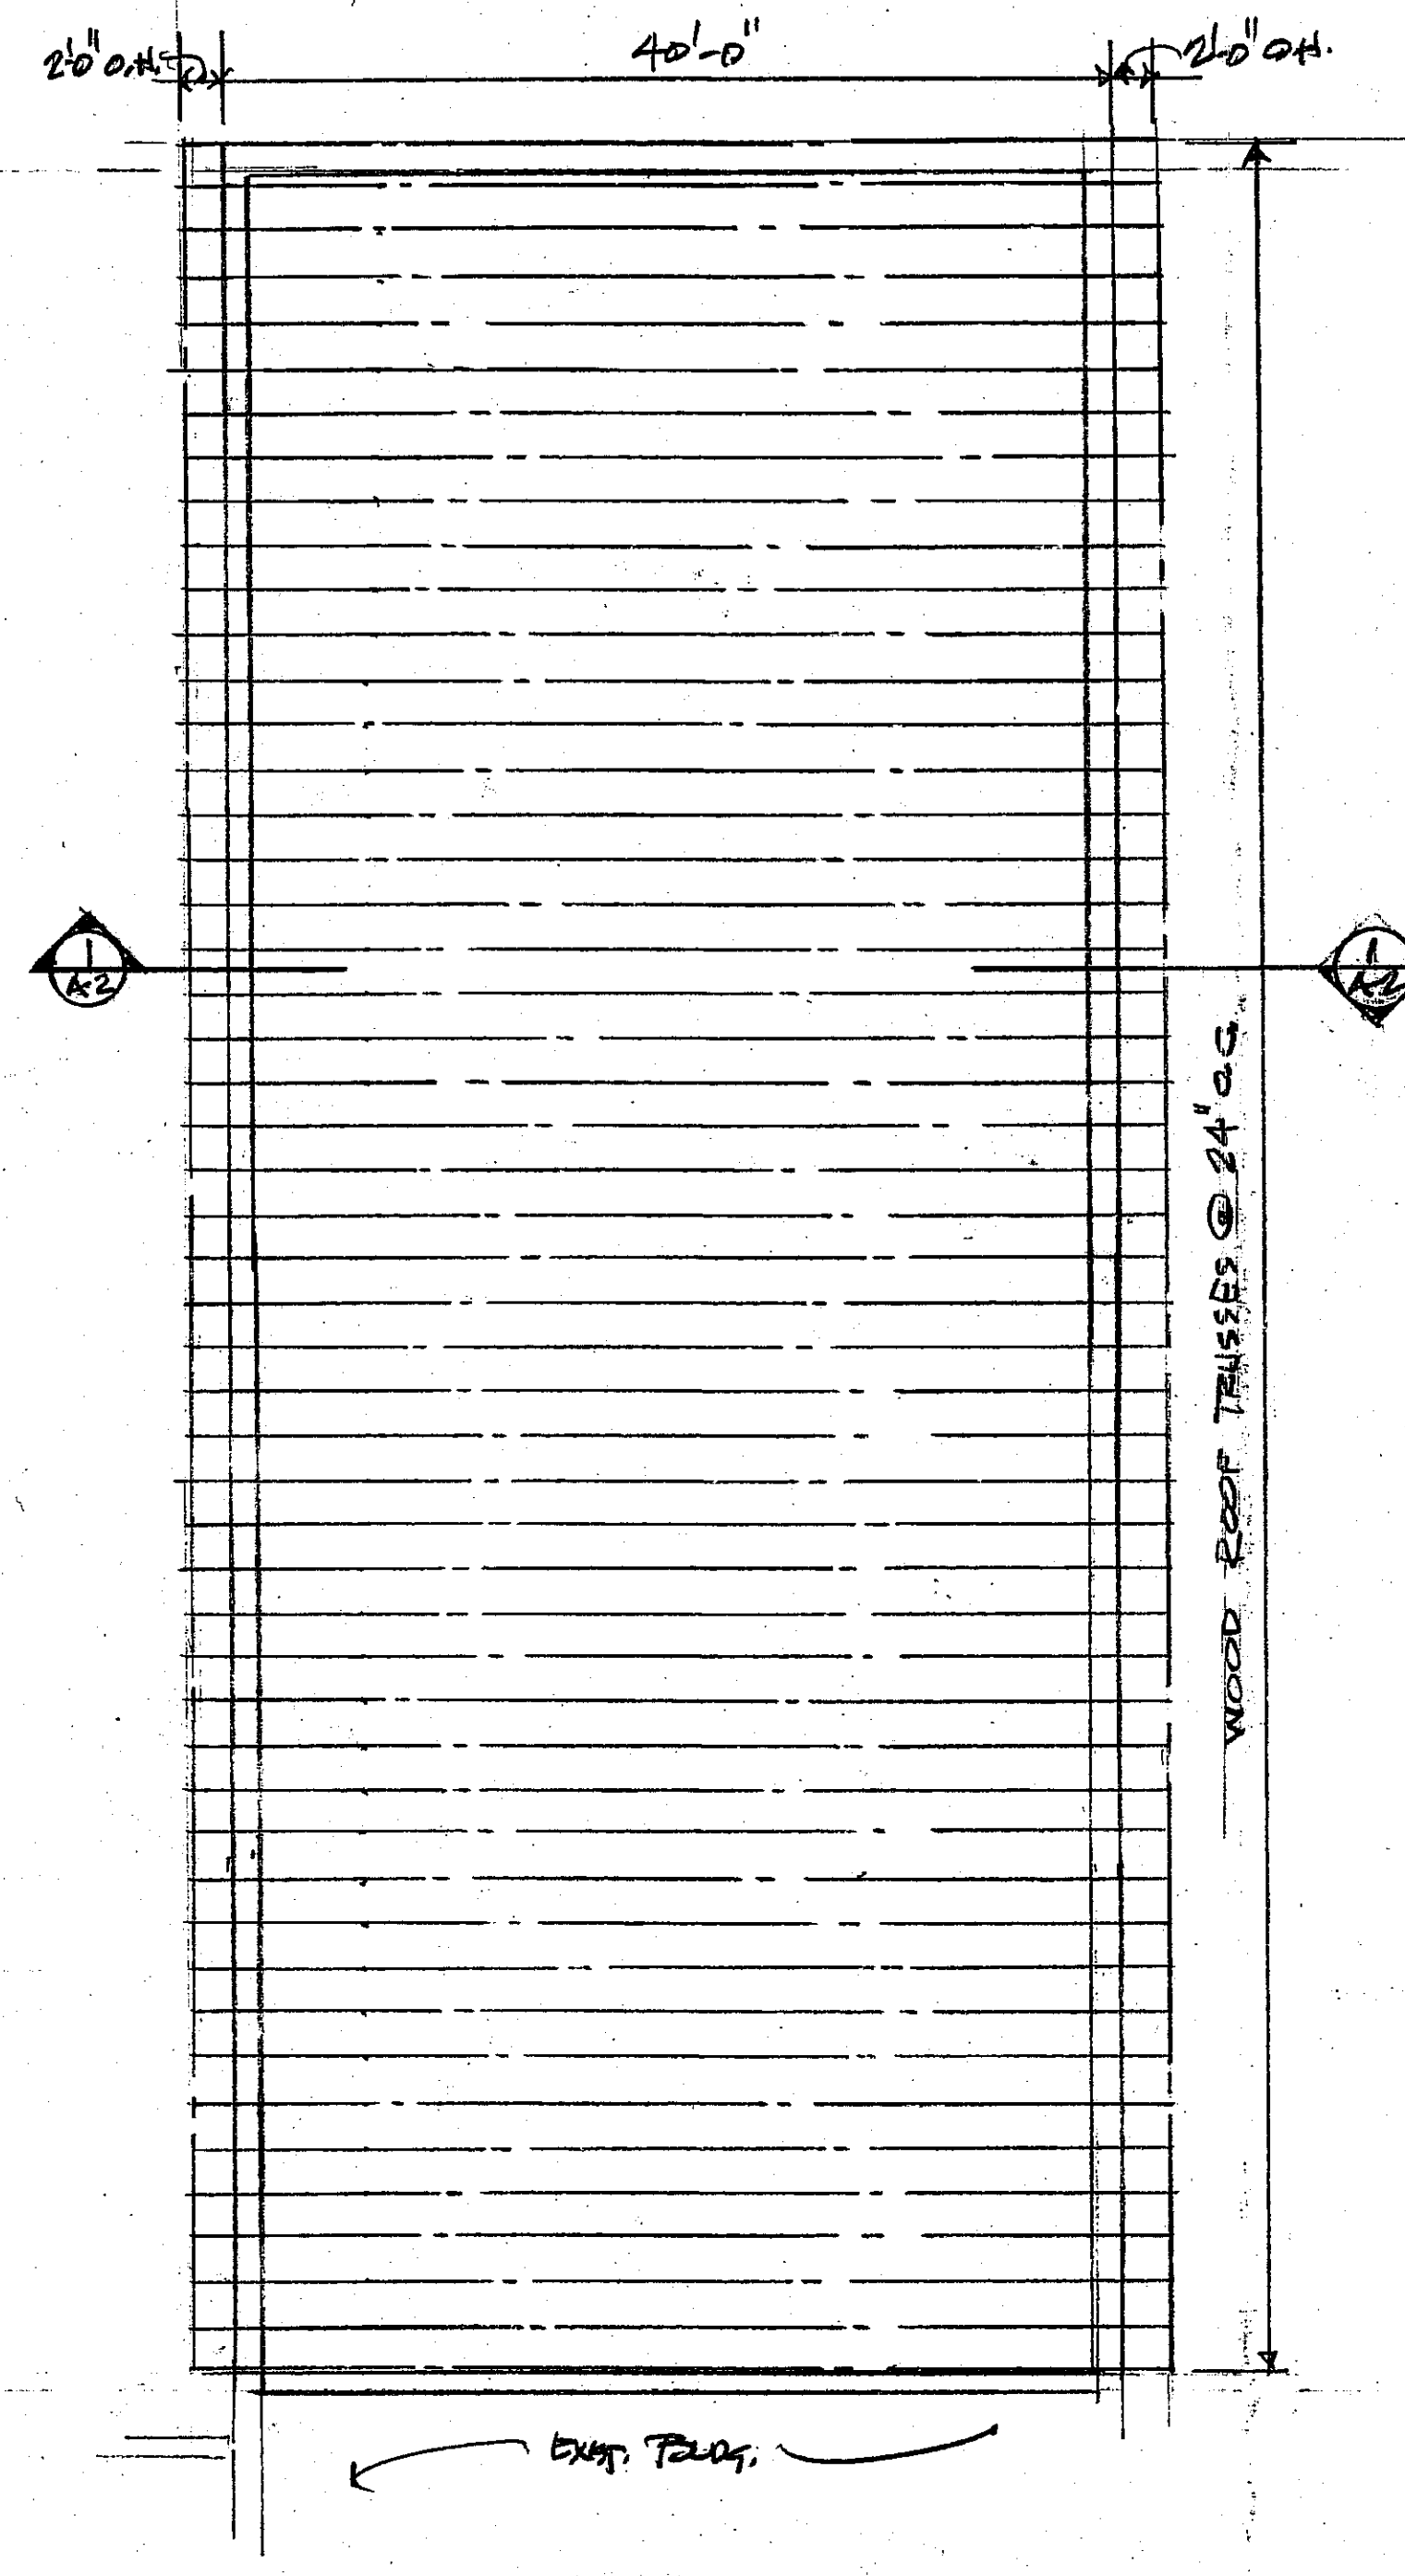 2'-0" O.H.
40'-0"
2'-0" O.H.
1
A2
1
A2
WOOD ROOF TRUSSES @ 24" O.C.
EXIST. BLDG.